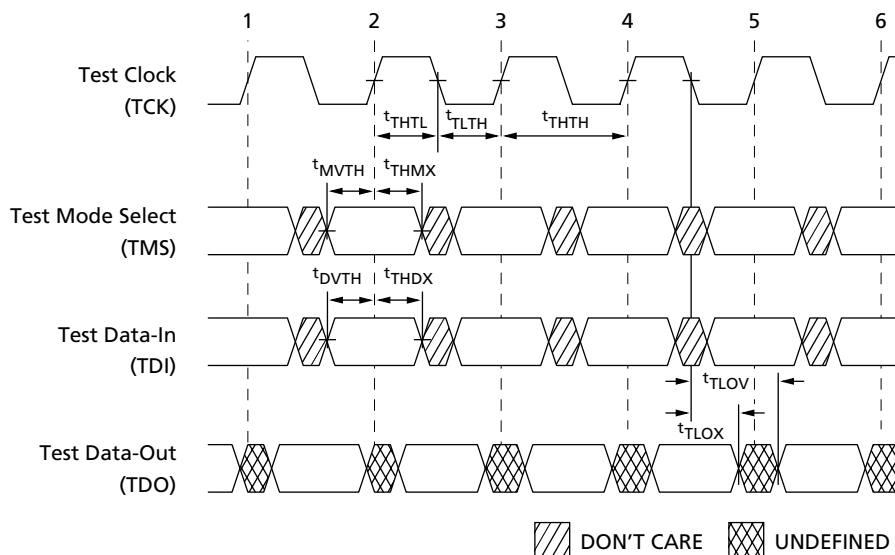 1 2 3 4 5 6
Test Clock
(TCK)
tTHTL tTLTH tTHTH
tMVTH tTHMX
Test Mode Select
(TMS)
tDVTH tTHDX
Test Data-In
(TDI)
tTLOV
tTLOX
Test Data-Out
(TDO)
DON'T CARE UNDEFINED